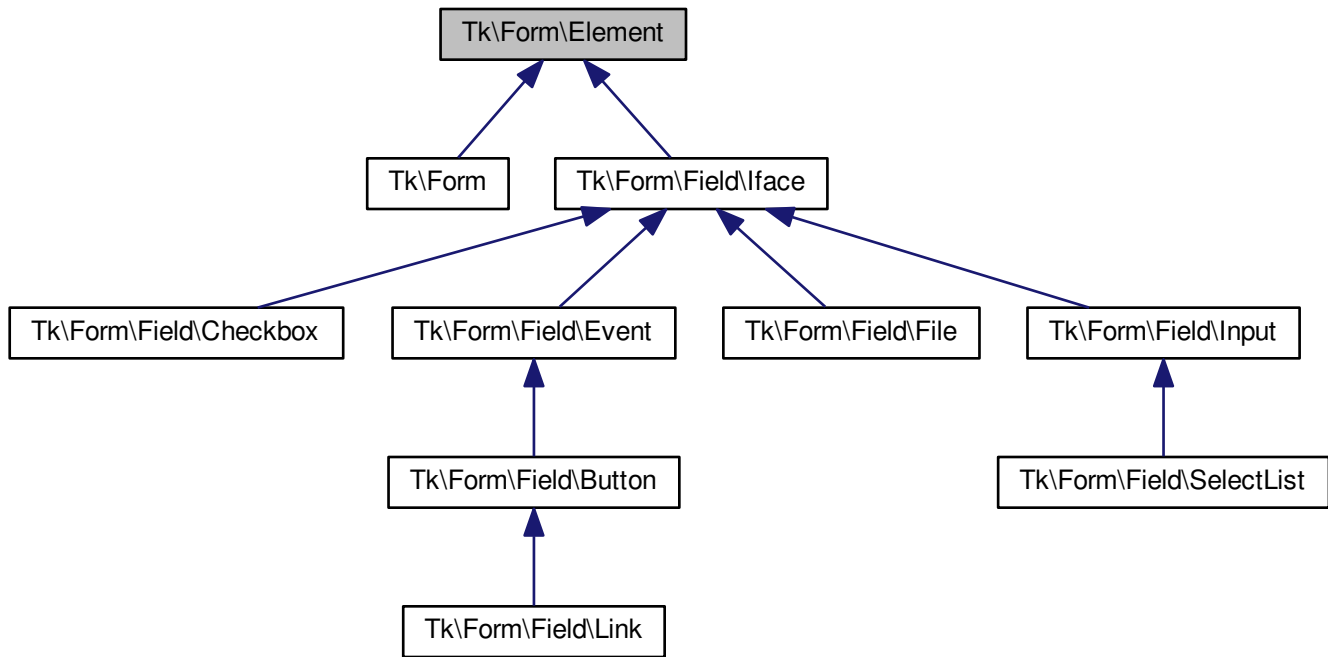 Tk\Form\Element
Tk\Form
Tk\Form\Field\Iface
Tk\Form\Field\Checkbox
Tk\Form\Field\Event
Tk\Form\Field\File
Tk\Form\Field\Input
Tk\Form\Field\Button
Tk\Form\Field\SelectList
Tk\Form\Field\Link